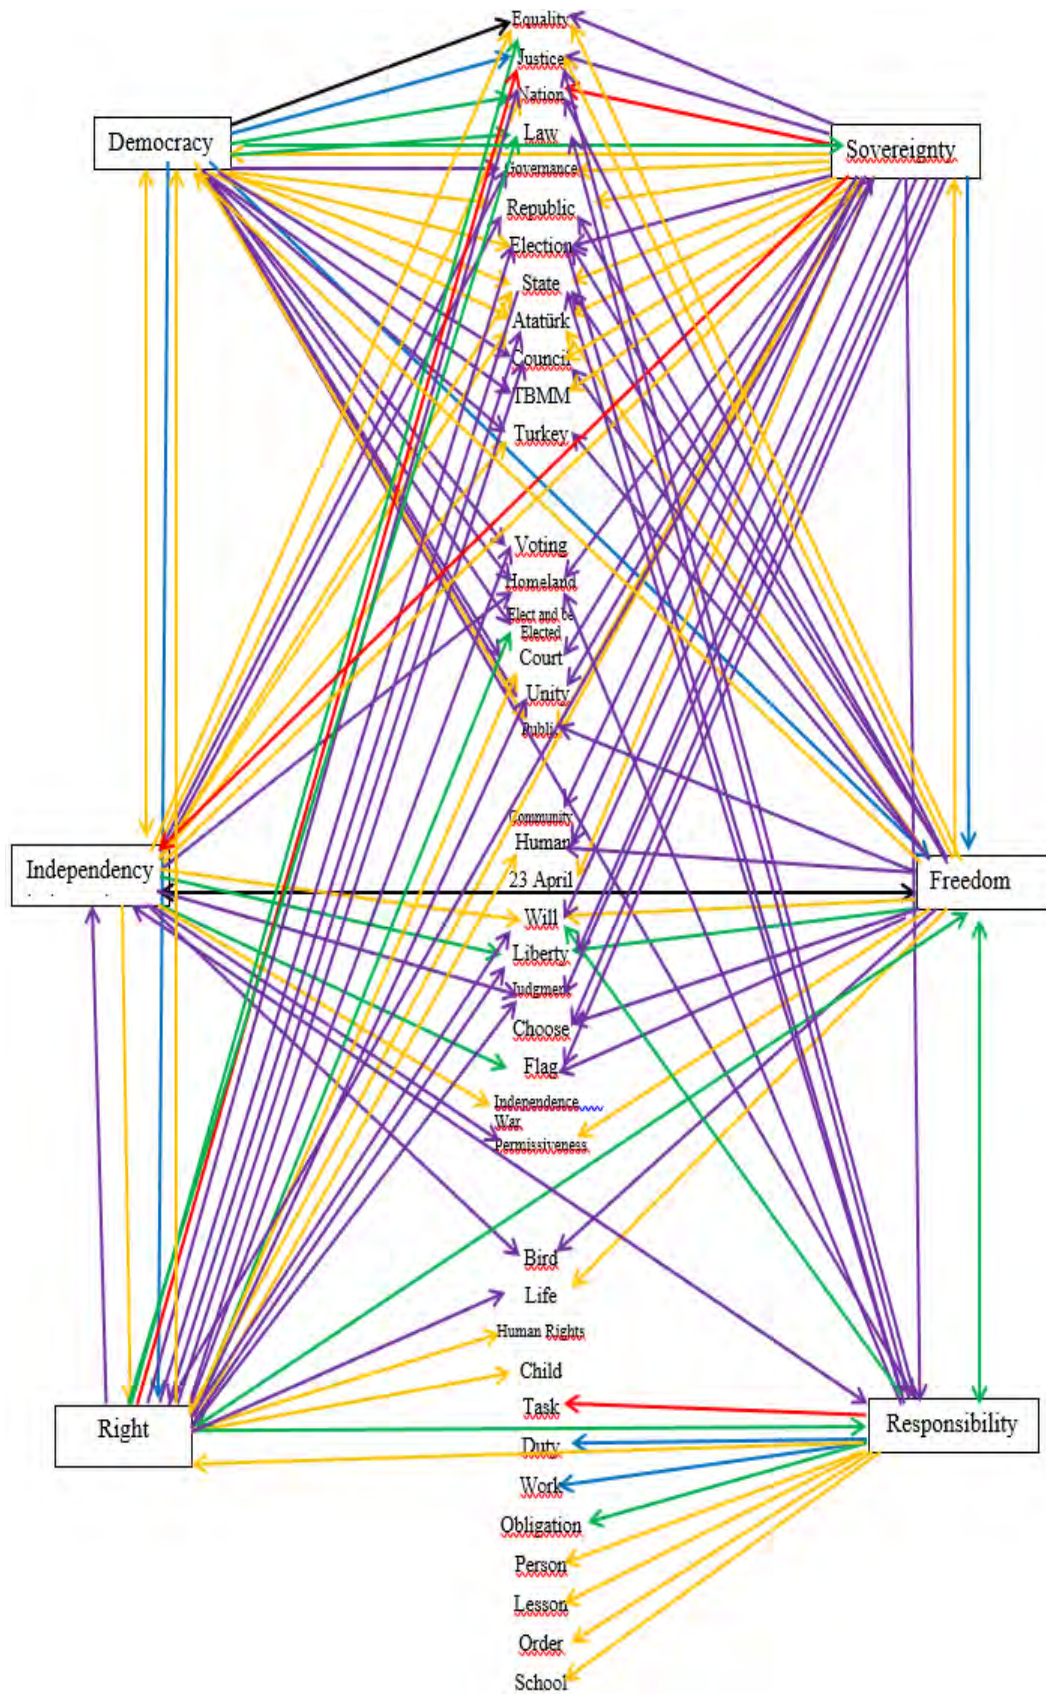 Equality
Justice
Nation
Law
Democracy
Sovereignty
Governance
Republic
Election
State
Atatürk
Council
TBMM
Turkey
Voting
Homeland
Elect and be
Elected
Court
Unity
Public
Community
Human
Independency
23 April
Freedom
Will
Liberty
Judgment
Choose
Flag
Independence
War
Permissiveness
Bird
Life
Human Rights
Child
Task
Right
Responsibility
Duty
Work
Obligation
Person
Lesson
Order
School